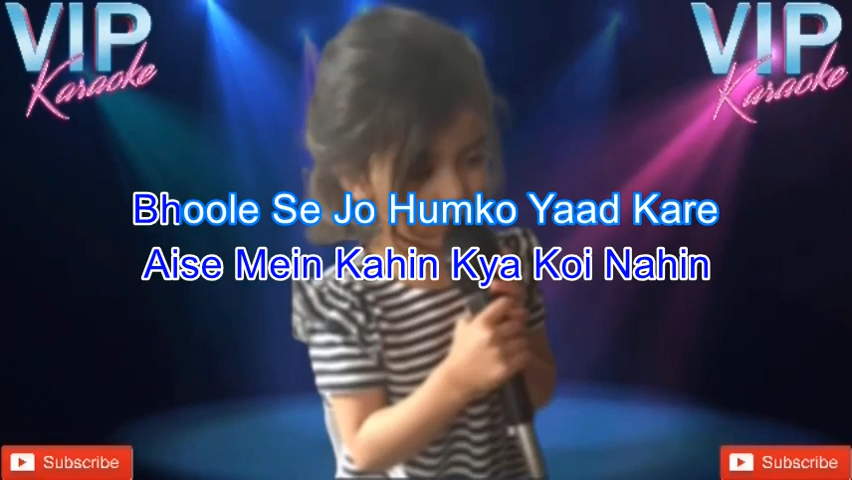 VIP VIP
Karaoke Karaoke
Bhoole Se Jo Humko Yaad Kare
Aise Mein Kahin Kya Koi Nahin
Subscribe Subscribe